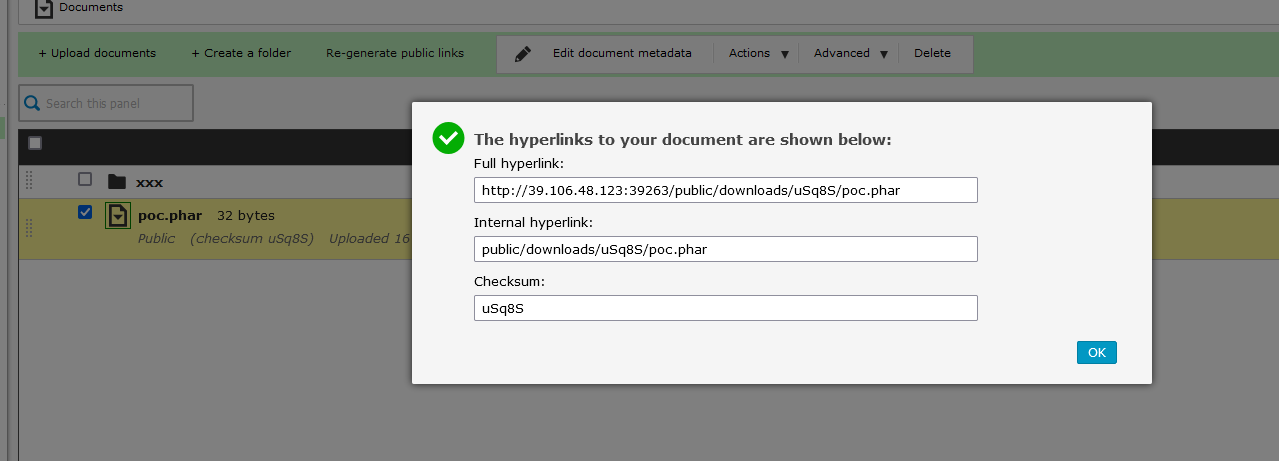 Documents
+ Upload documents + Create a folder Re-generate public links Edit document metadata Actions ▼ Advanced ▼ Delete
Search this panel
The hyperlinks to your document are shown below:
Full hyperlink:
http://39.106.48.123:39263/public/downloads/uSq8S/poc.phar
Internal hyperlink:
public/downloads/uSq8S/poc.phar
Checksum:
uSq8S
OK
xxx
poc.phar 32 bytes
Public (checksum uSq8S) Uploaded 16